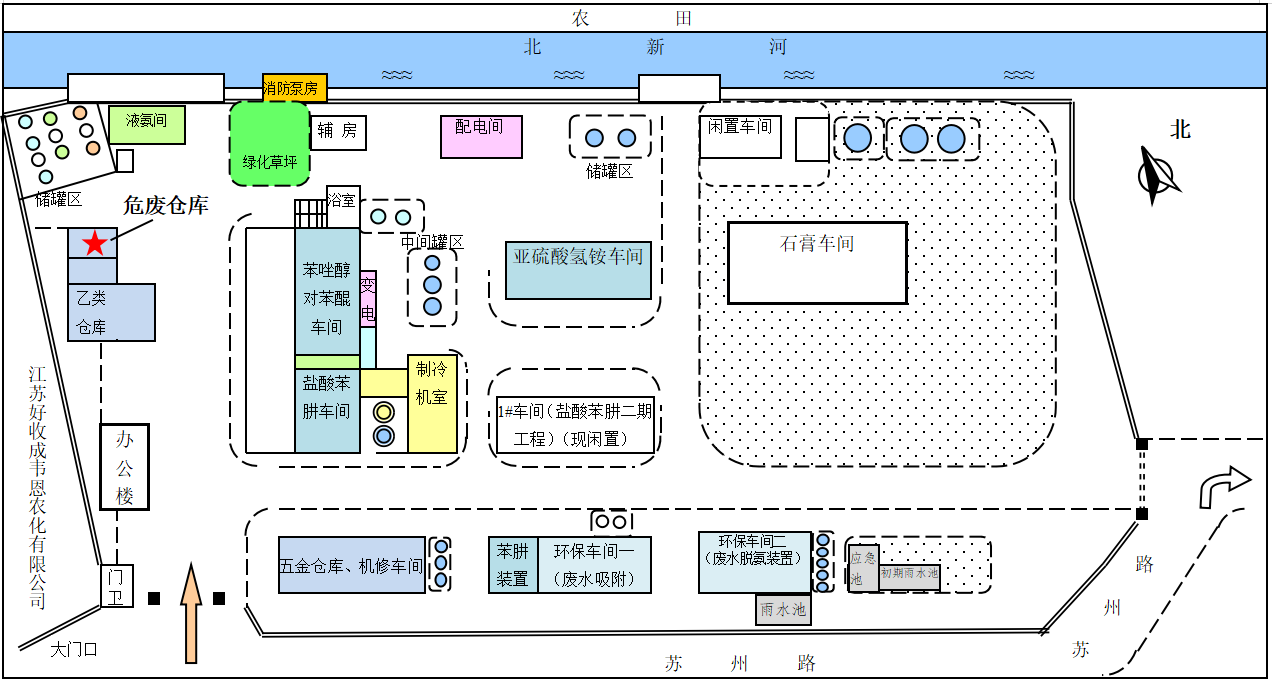 农 田
北 新 河
消防泵房
液氨间
绿化草坪
辅 房
配电间
储罐区
闲置车间
北
储罐区
危废仓库
浴室
中间罐区
亚硫酸氢铵车间
石膏车间
苯唑醇
对苯醌
车间
变
电
乙类
仓库
盐酸苯
肼车间
制冷
机室
1#车间（盐酸苯肼二期
工程）（现闲置）
江苏好收成韦恩农化有限公司
办
公
楼
五金仓库、机修车间
苯肼
装置
环保车间一
（废水吸附）
环保车间二
（废水脱氨装置）
应急
池
初期雨水池
雨水池
门
卫
大门口
苏 州 路
苏 州 路